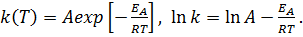 k(T) = Aexp[−E_A/RT], ln k = ln A − E_A/RT.